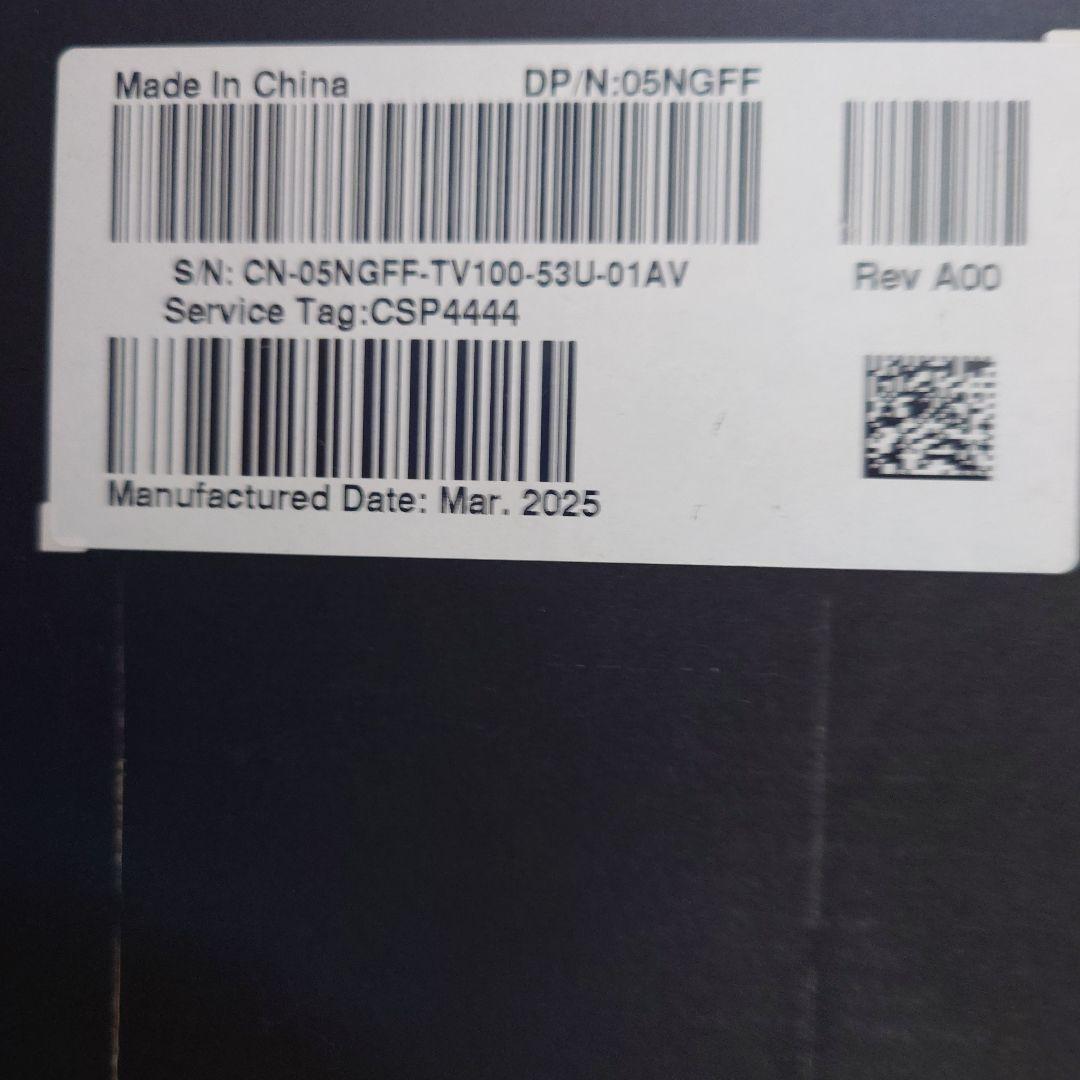 Made In China DP/N:05NGFF
S/N: CN-05NGFF-TV100-53U-01AV
Rev A00
Service Tag:CSP4444
Manufactured Date: Mar. 2025